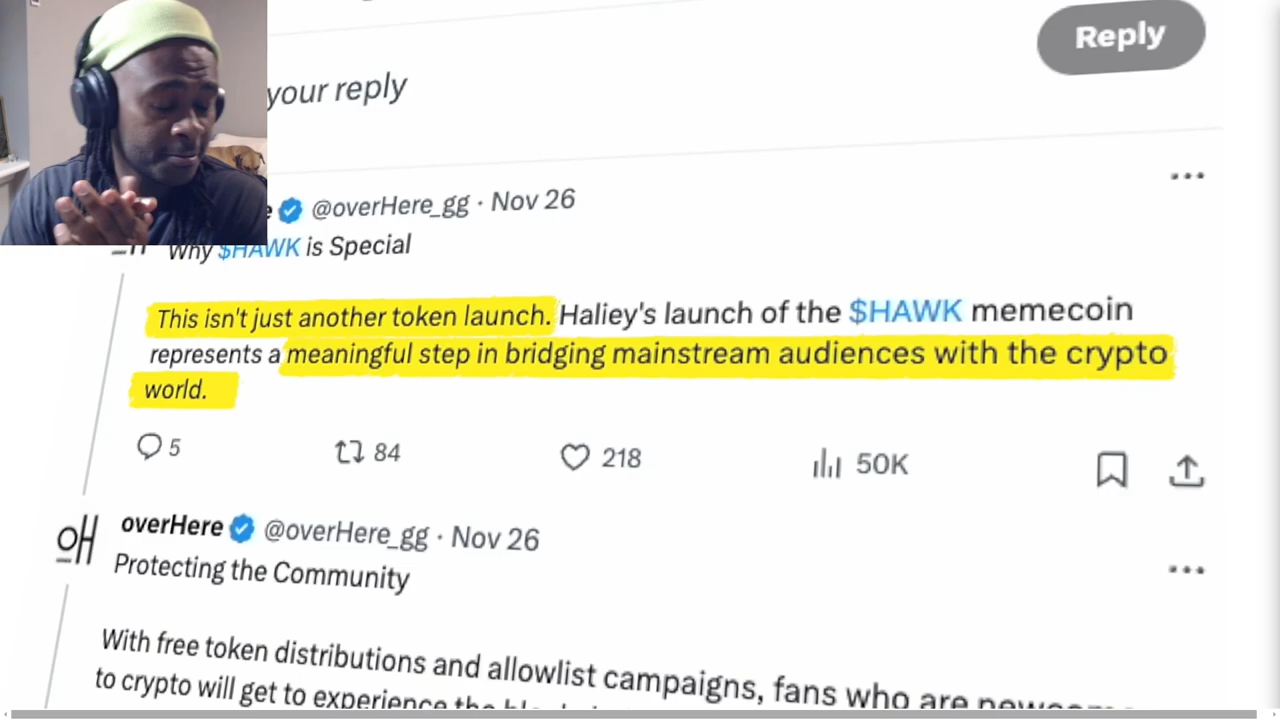 Reply
your reply
@overHere_gg · Nov 26
Why $HAWK is Special
This isn't just another token launch. Haliey's launch of the $HAWK memecoin
represents a meaningful step in bridging mainstream audiences with the crypto
world.
5 84 218 50K
oH overHere @overHere_gg · Nov 26
Protecting the Community
With free token distributions and allowlist campaigns, fans who are
to crypto will get to experience the